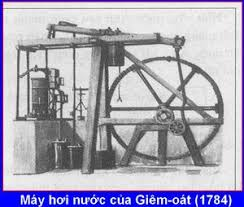 Máy hơi nước của Giêm-oát (1784)